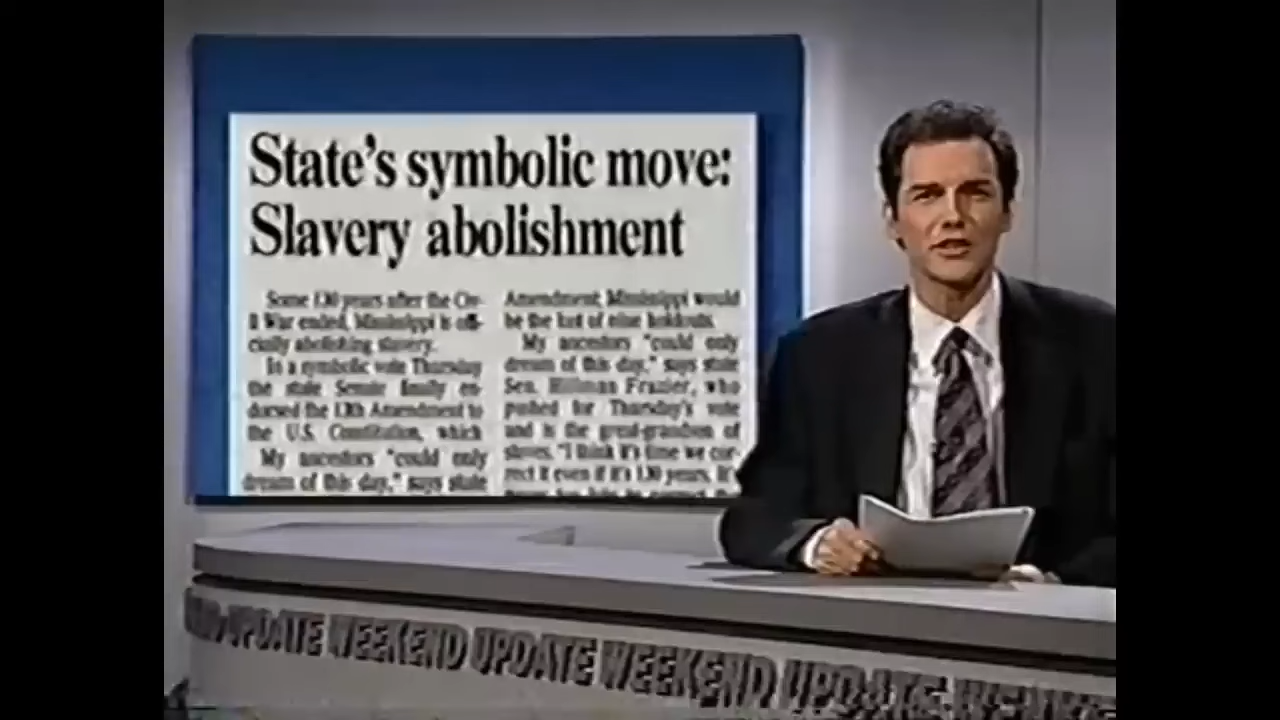 State's symbolic move:
Slavery abolishment
Some 130 years after the Civ-
il War ended, Mississippi is offi-
cially abolishing slavery.
In a symbolic vote Thursday
the state Senate finally en-
dorsed the 13th Amendment to
the U.S. Constitution, which
My ancestors "could only
dream of this day," says state
Amendment, Mississippi would
be the last of nine holdouts.
My ancestors "could only
dream of this day," says state
Sen. Hillman Frazier, who
pushed for Thursday's vote
and is the great-grandson of
slaves. "I think it's time we cor-
rect it even if it's 130 years. It's
UPDATE WEEKEND UPDATE WEEKEND UPDATE